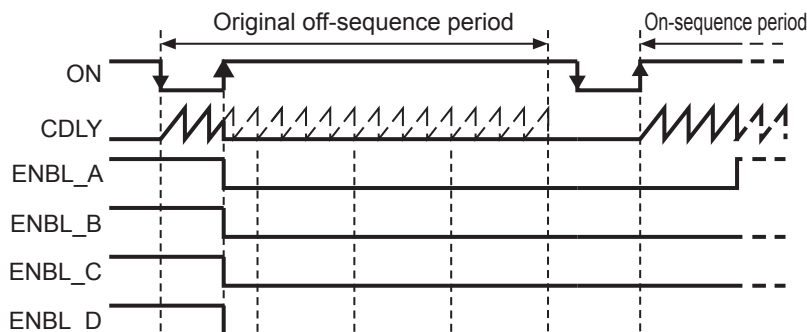 Original off-sequence period
On-sequence period
ON
CDLY
ENBL_A
ENBL_B
ENBL_C
ENBL_D